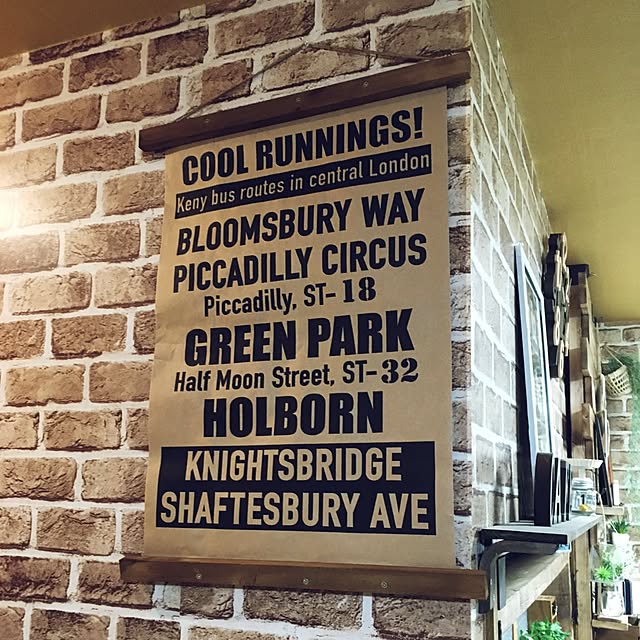 COOL RUNNINGS!
Keny bus routes in central London
BLOOMSBURY WAY
PICCADILLY CIRCUS
Piccadilly, ST-18
GREEN PARK
Half Moon Street, ST-32
HOLBORN
KNIGHTSBRIDGE
SHAFTESBURY AVE